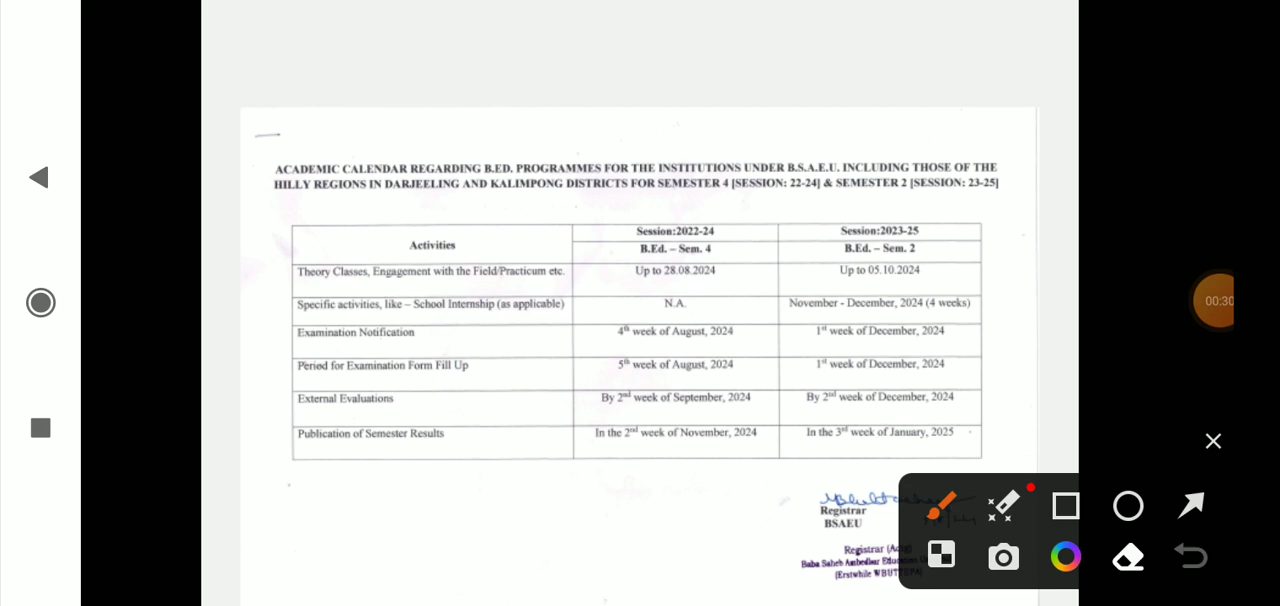 ACADEMIC CALENDAR REGARDING B.ED. PROGRAMMES FOR THE INSTITUTIONS UNDER B.S.A.E.U. INCLUDING THOSE OF THE
HILLY REGIONS IN DARJEELING AND KALIMPONG DISTRICTS FOR SEMESTER 4 [SESSION: 22-24] & SEMESTER 2 [SESSION: 23-25]
Activities Session:2022-24 Session:2023-25
B.Ed. – Sem. 4 B.Ed. – Sem. 2
Theory Classes, Engagement with the Field/Practicum etc. Up to 28.08.2024 Up to 05.10.2024
Specific activities, like – School Internship (as applicable) N.A. November - December, 2024 (4 weeks)
Examination Notification 4th week of August, 2024 1st week of December, 2024
Period for Examination Form Fill Up 5th week of August, 2024 1st week of December, 2024
External Evaluations By 2nd week of September, 2024 By 2nd week of December, 2024
Publication of Semester Results In the 2nd week of November, 2024 In the 3rd week of January, 2025
Registrar
BSAEU
Registrar
Baba Saheb Ambedkar Education
(Erstwhile
00:30